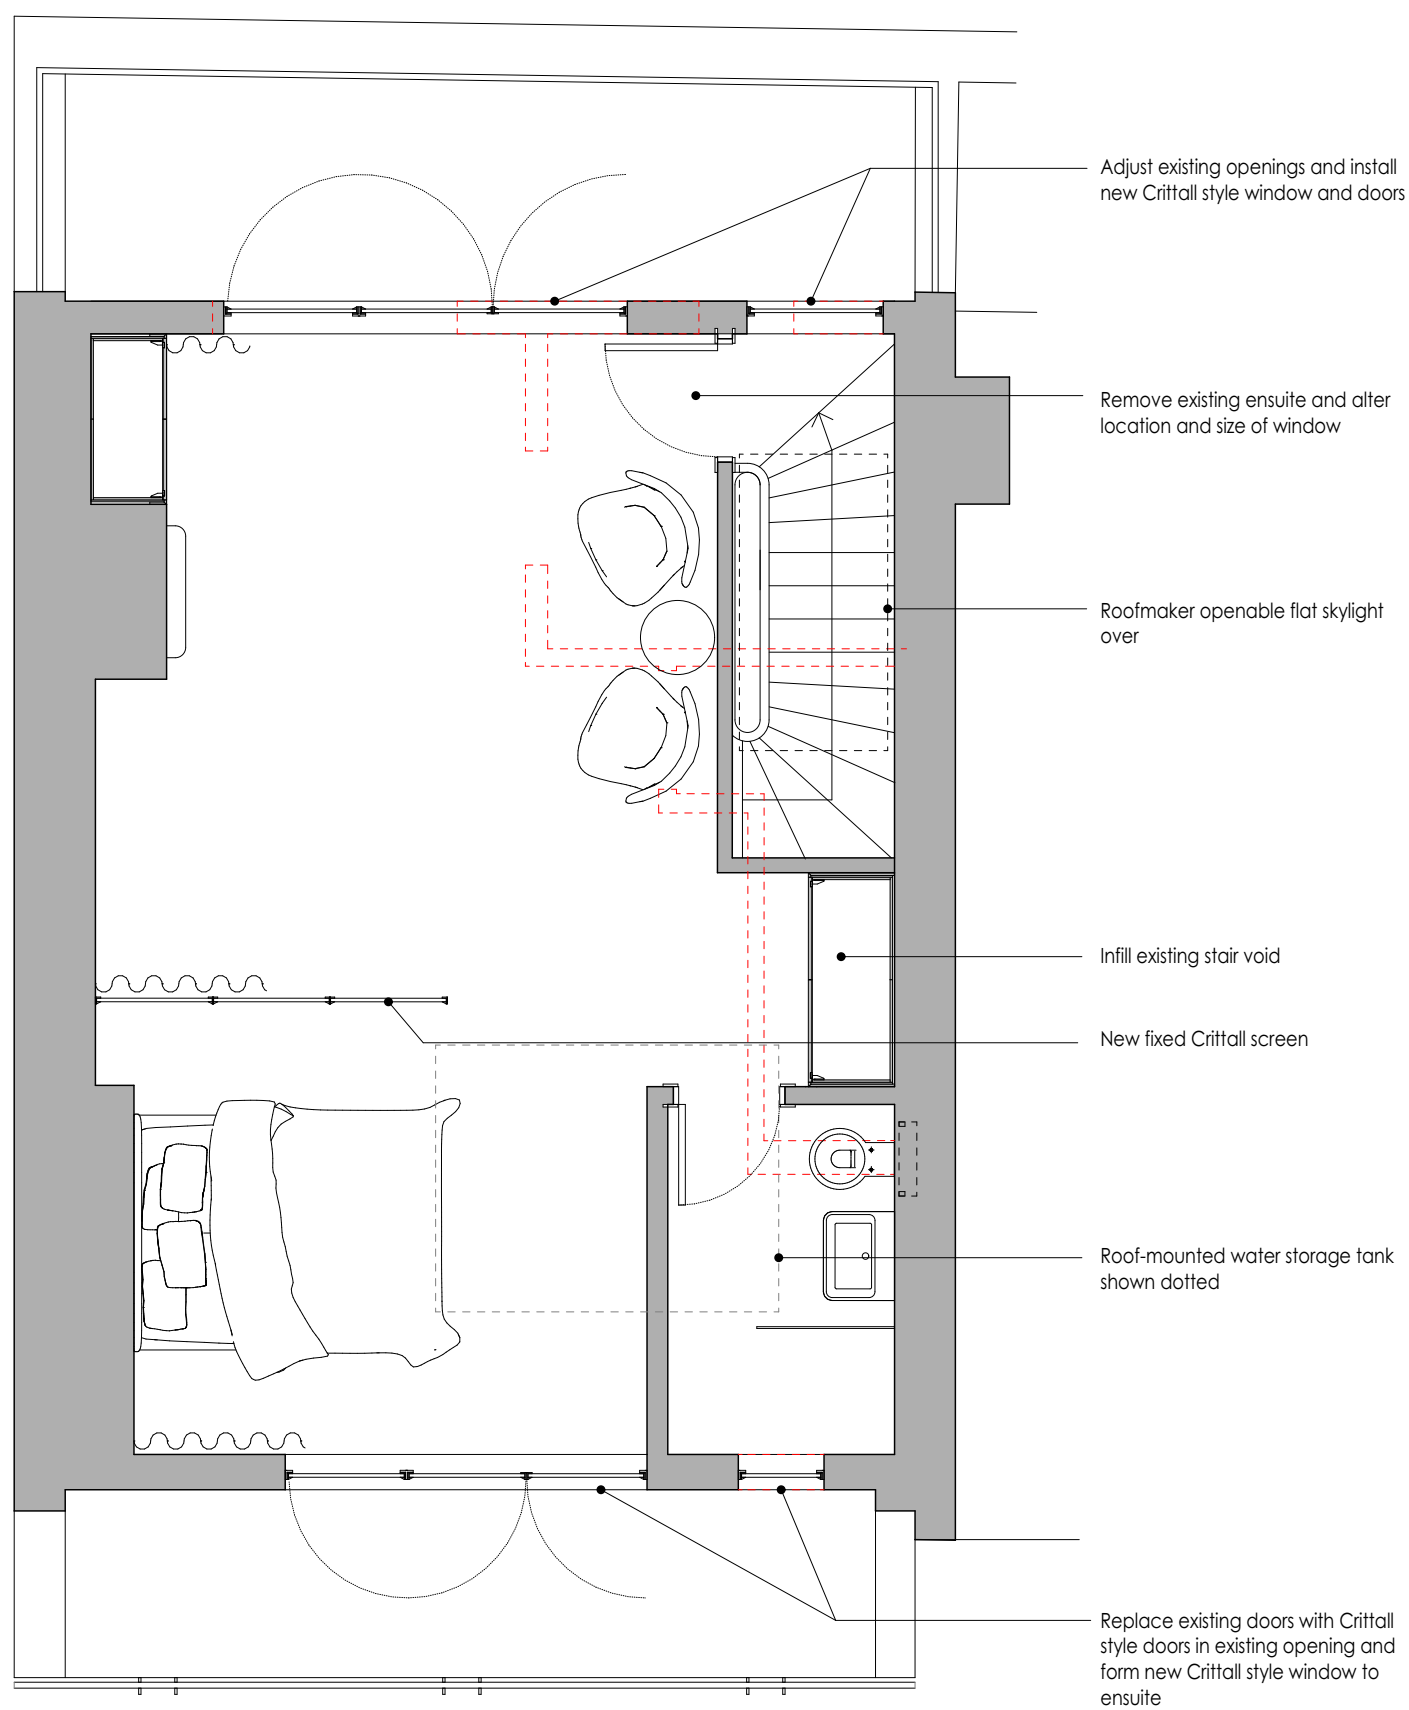 Adjust existing openings and install
new Crittall style window and doors
Remove existing ensuite and alter
location and size of window
Roofmaker openable flat skylight
over
Infill existing stair void
New fixed Crittall screen
Roof-mounted water storage tank
shown dotted
Replace existing doors with Crittall
style doors in existing opening and
form new Crittall style window to
ensuite